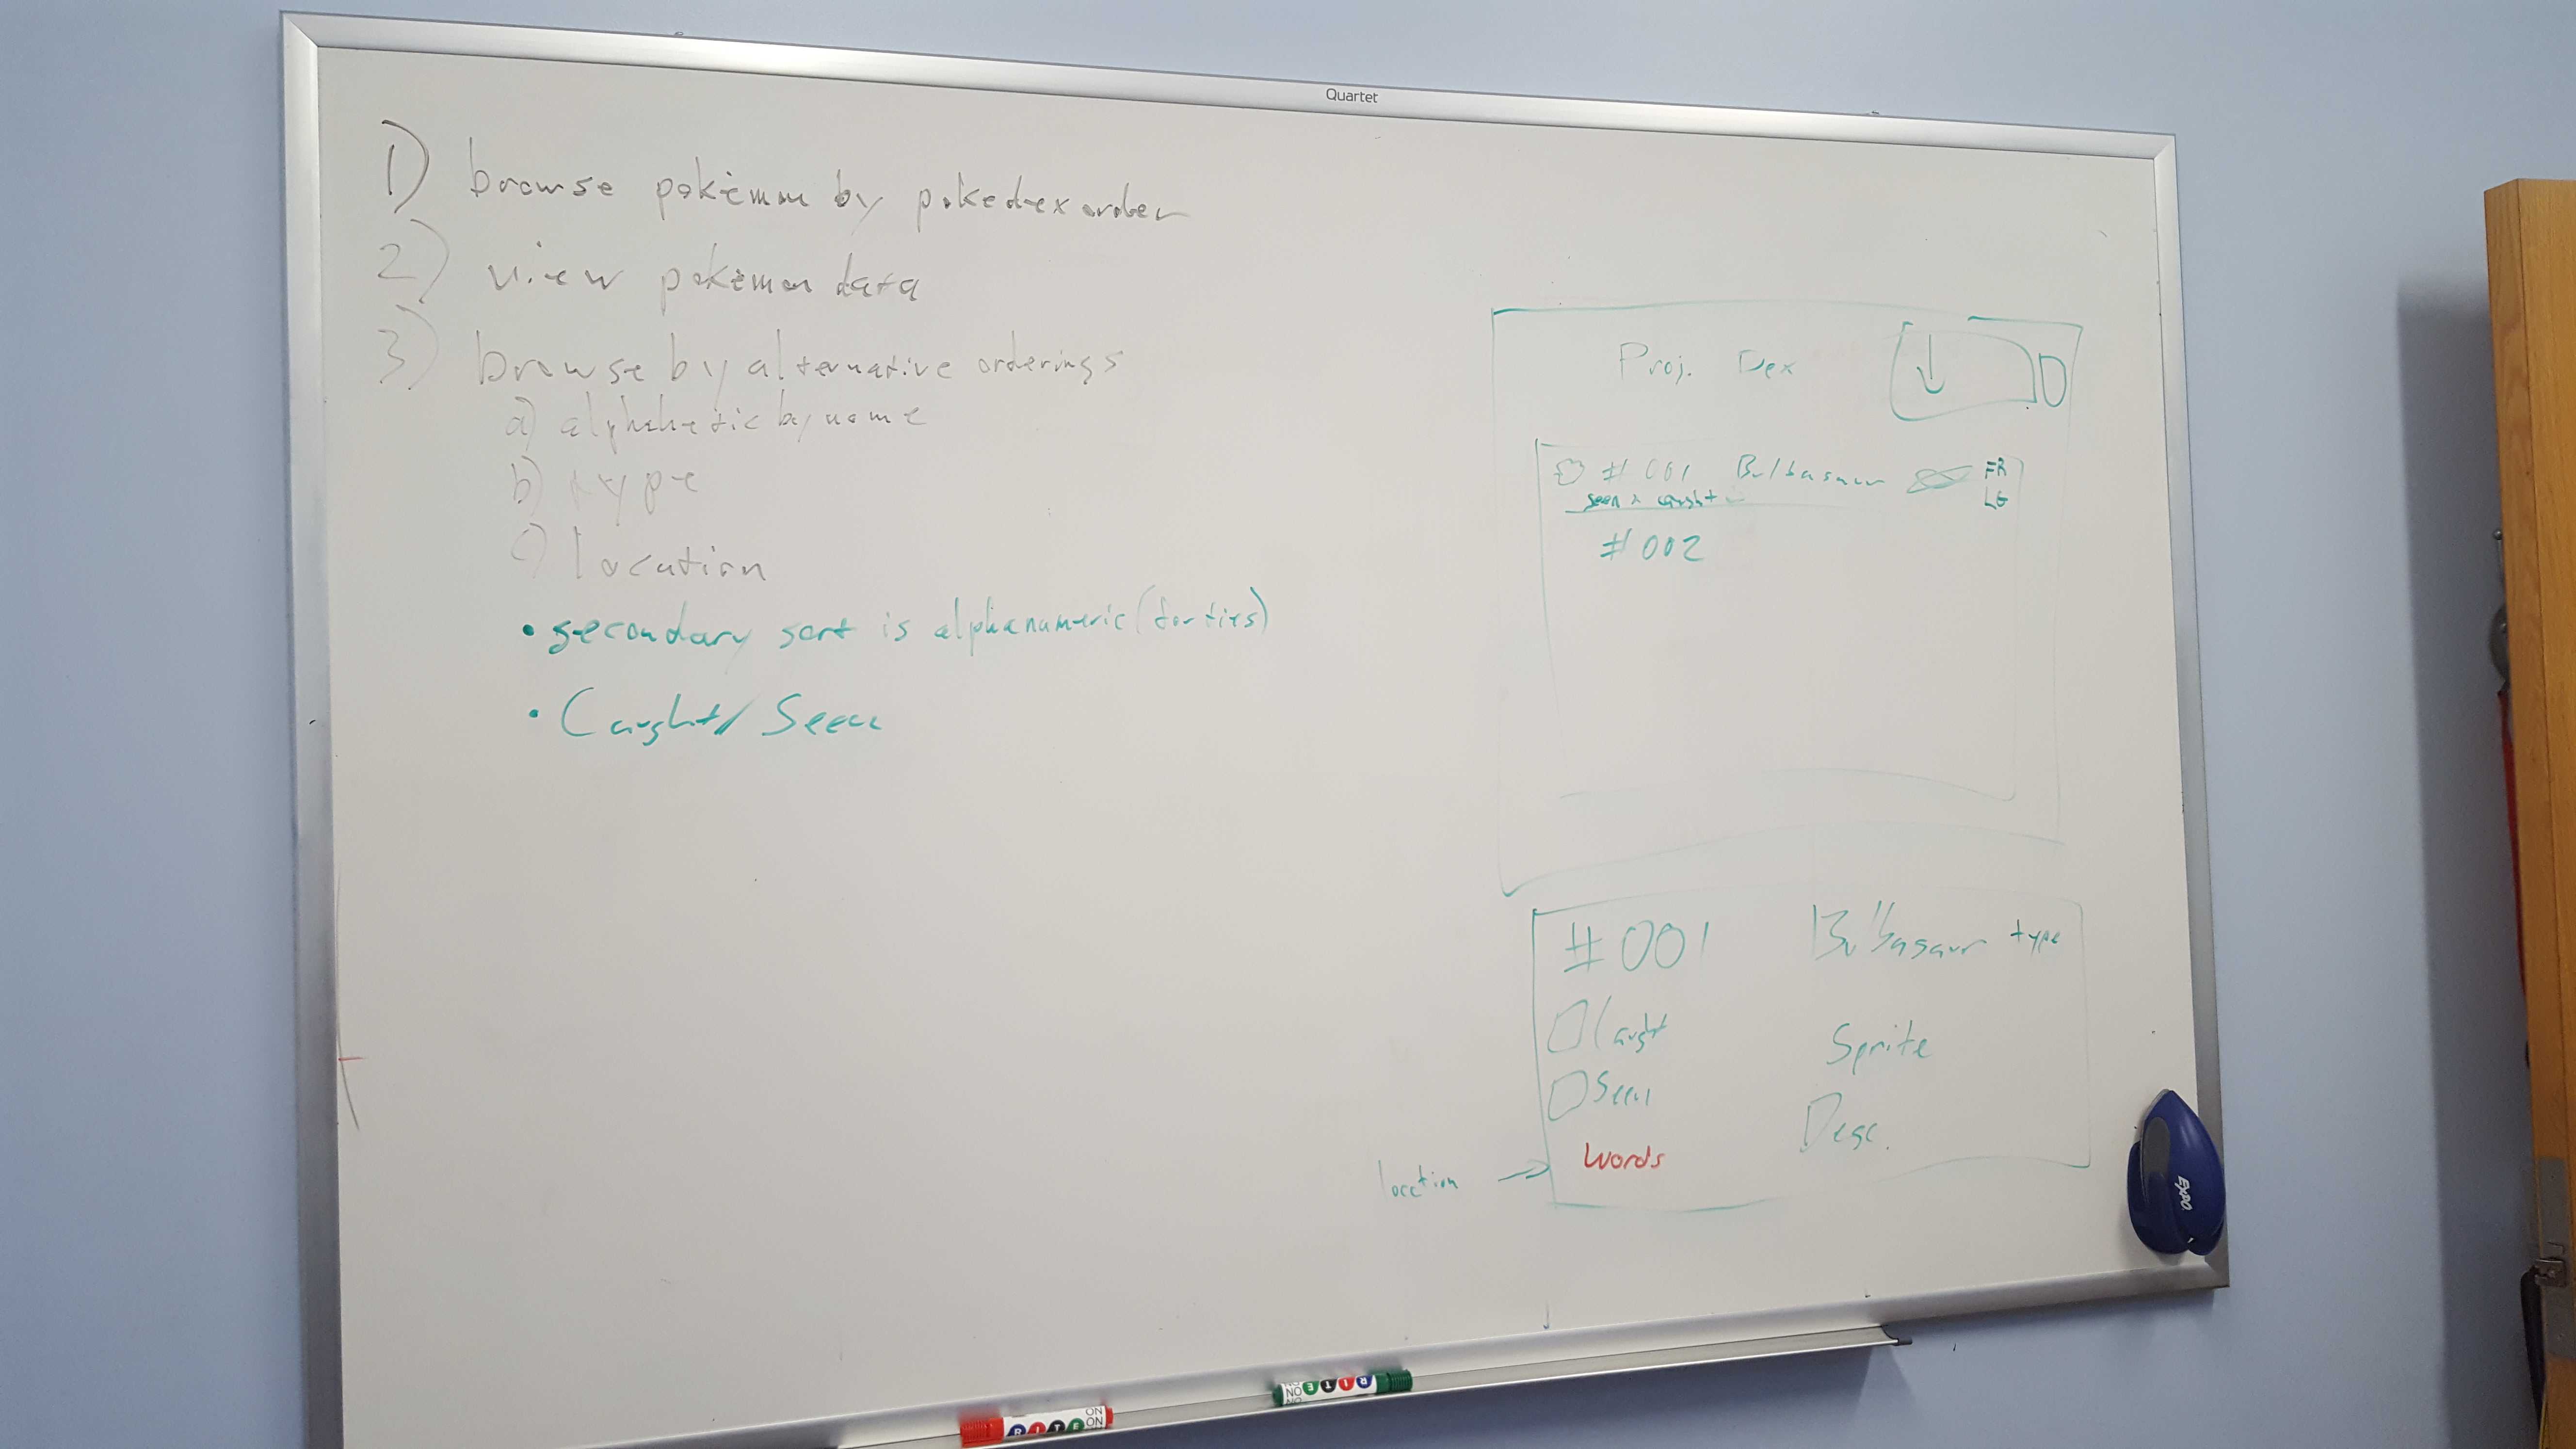 Quartet
1) browse pokemon by pokedex order
2) view pokemon data
3) browse by alternative orderings
a) alphabetic by name
b) type
c) location
• secondary sort is alphanumeric (for ties)
• Caught/Seen
Proj. Dex
#001 Bulbasaur FR
seen x caught LG
#002
#001 Bulbasaur type
Caught
Sprite
Seen
Desc.
Words
location
EXPO
RITE ON
NO
RITE ON
ON